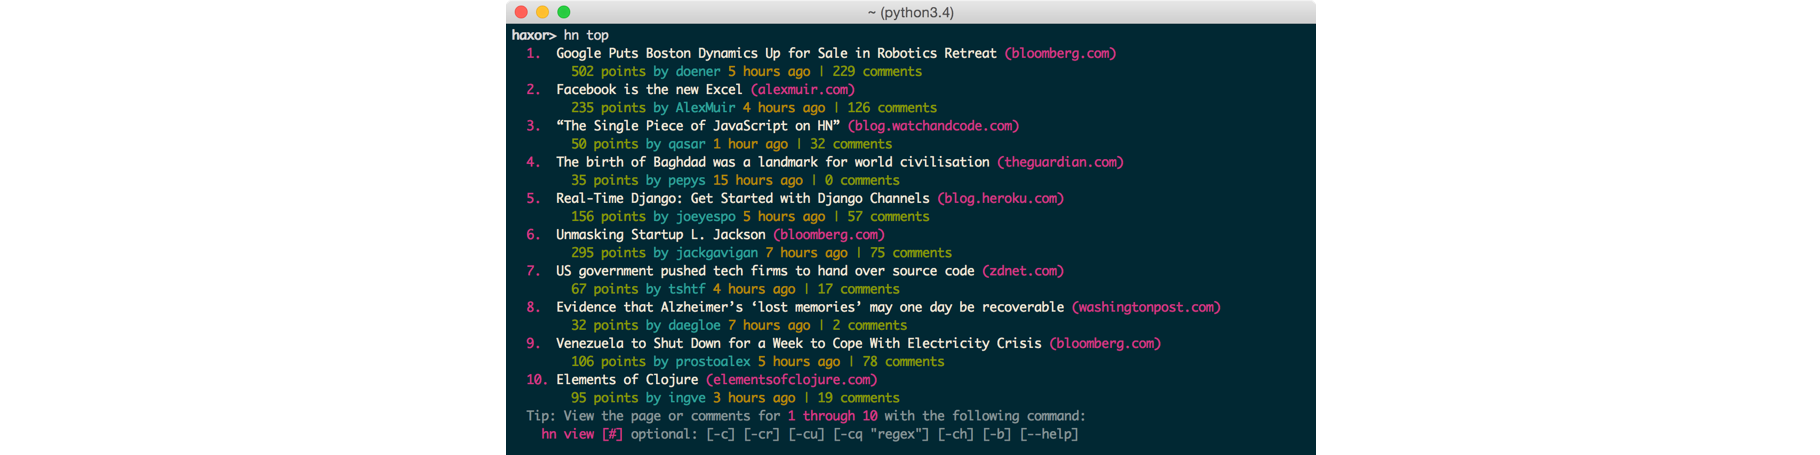 ~ (python3.4)
haxor> hn top
1. Google Puts Boston Dynamics Up for Sale in Robotics Retreat (bloomberg.com)
502 points by doener 5 hours ago | 229 comments
2. Facebook is the new Excel (alexmuir.com)
235 points by AlexMuir 4 hours ago | 126 comments
3. “The Single Piece of JavaScript on HN” (blog.watchandcode.com)
50 points by qasar 1 hour ago | 32 comments
4. The birth of Baghdad was a landmark for world civilisation (theguardian.com)
35 points by pepys 15 hours ago | 0 comments
5. Real-Time Django: Get Started with Django Channels (blog.heroku.com)
156 points by joeyespo 5 hours ago | 57 comments
6. Unmasking Startup L. Jackson (bloomberg.com)
295 points by jackgavigan 7 hours ago | 75 comments
7. US government pushed tech firms to hand over source code (zdnet.com)
67 points by tshtf 4 hours ago | 17 comments
8. Evidence that Alzheimer’s ‘lost memories’ may one day be recoverable (washingtonpost.com)
32 points by daegloe 7 hours ago | 2 comments
9. Venezuela to Shut Down for a Week to Cope With Electricity Crisis (bloomberg.com)
106 points by prostoalex 5 hours ago | 78 comments
10. Elements of Clojure (elementsofclojure.com)
95 points by ingve 3 hours ago | 19 comments
Tip: View the page or comments for 1 through 10 with the following command:
hn view [#] optional: [-c] [-cr] [-cu] [-cq "regex"] [-ch] [-b] [--help]